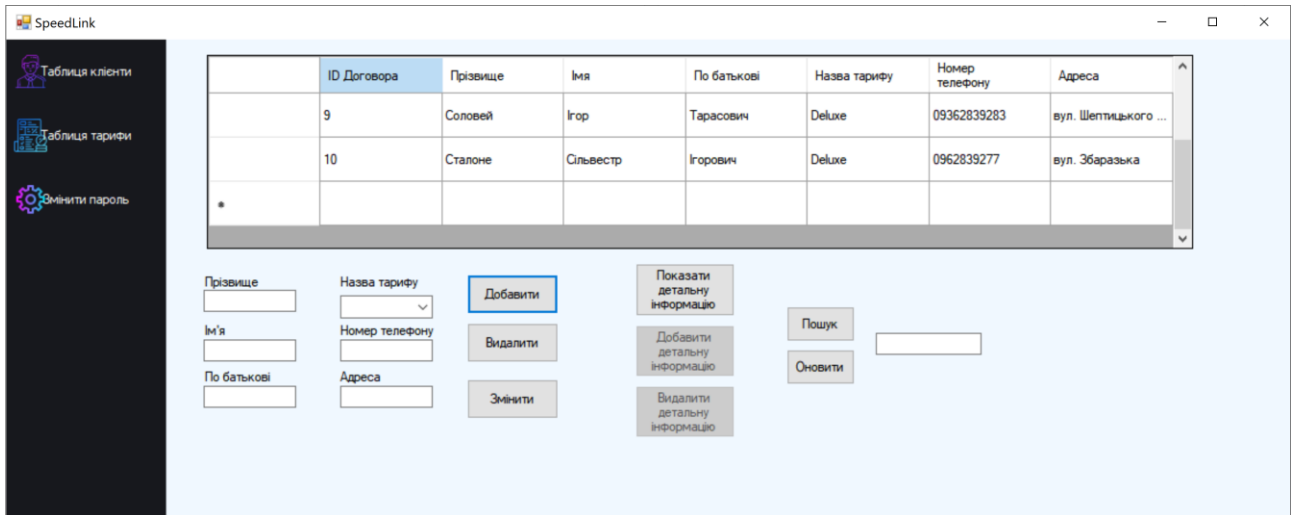 SpeedLink
Таблиця клієнти
Таблиця тарифи
Змінити пароль
ID Договора Прізвище Імя По батькові Назва тарифу Номер телефону Адреса
9 Соловей Ігор Тарасович Deluxe 09362839283 вул. Шептицького ...
10 Сталоне Сільвестр Ігорович Deluxe 0962839277 вул. Збаразька
*
Прізвище
Назва тарифу
Ім'я
Номер телефону
По батькові
Адреса
Добавити
Видалити
Змінити
Показати
детальну
інформацію
Добавити
детальну
інформацію
Видалити
детальну
інформацію
Пошук
Оновити